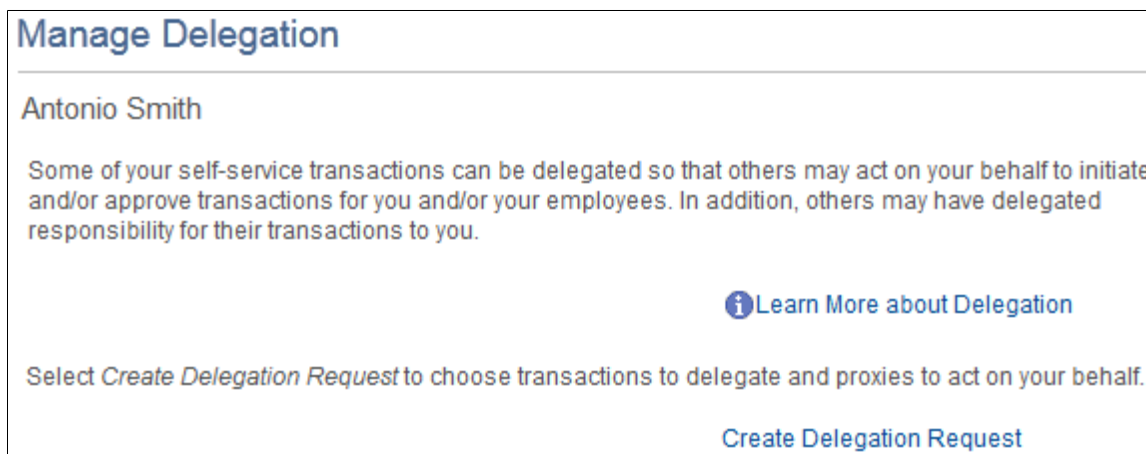 Manage Delegation
Antonio Smith
Some of your self-service transactions can be delegated so that others may act on your behalf to initiate
and/or approve transactions for you and/or your employees. In addition, others may have delegated
responsibility for their transactions to you.
Learn More about Delegation
Select Create Delegation Request to choose transactions to delegate and proxies to act on your behalf.
Create Delegation Request